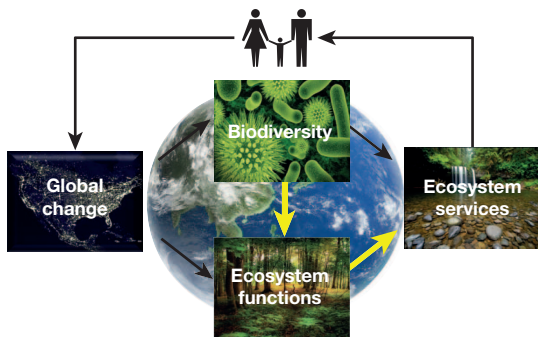 Biodiversity
Global
change
Ecosystem
services
Ecosystem
functions